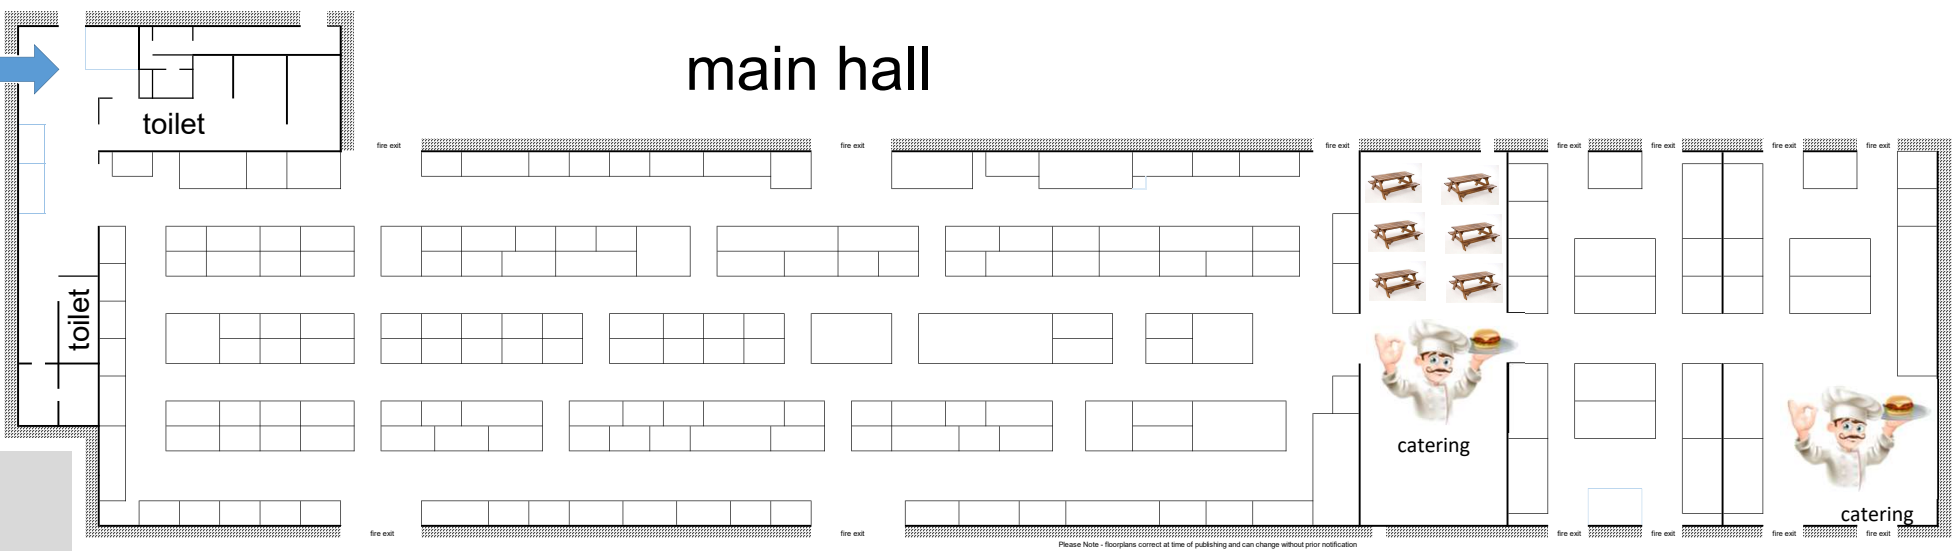 main hall
toilet
fire exit
fire exit
fire exit
fire exit
fire exit
fire exit
fire exit
toilet
catering
catering
fire exit
fire exit
fire exit
fire exit
fire exit
fire exit
Please Note - floorplans correct at time of publishing and can change without prior notification